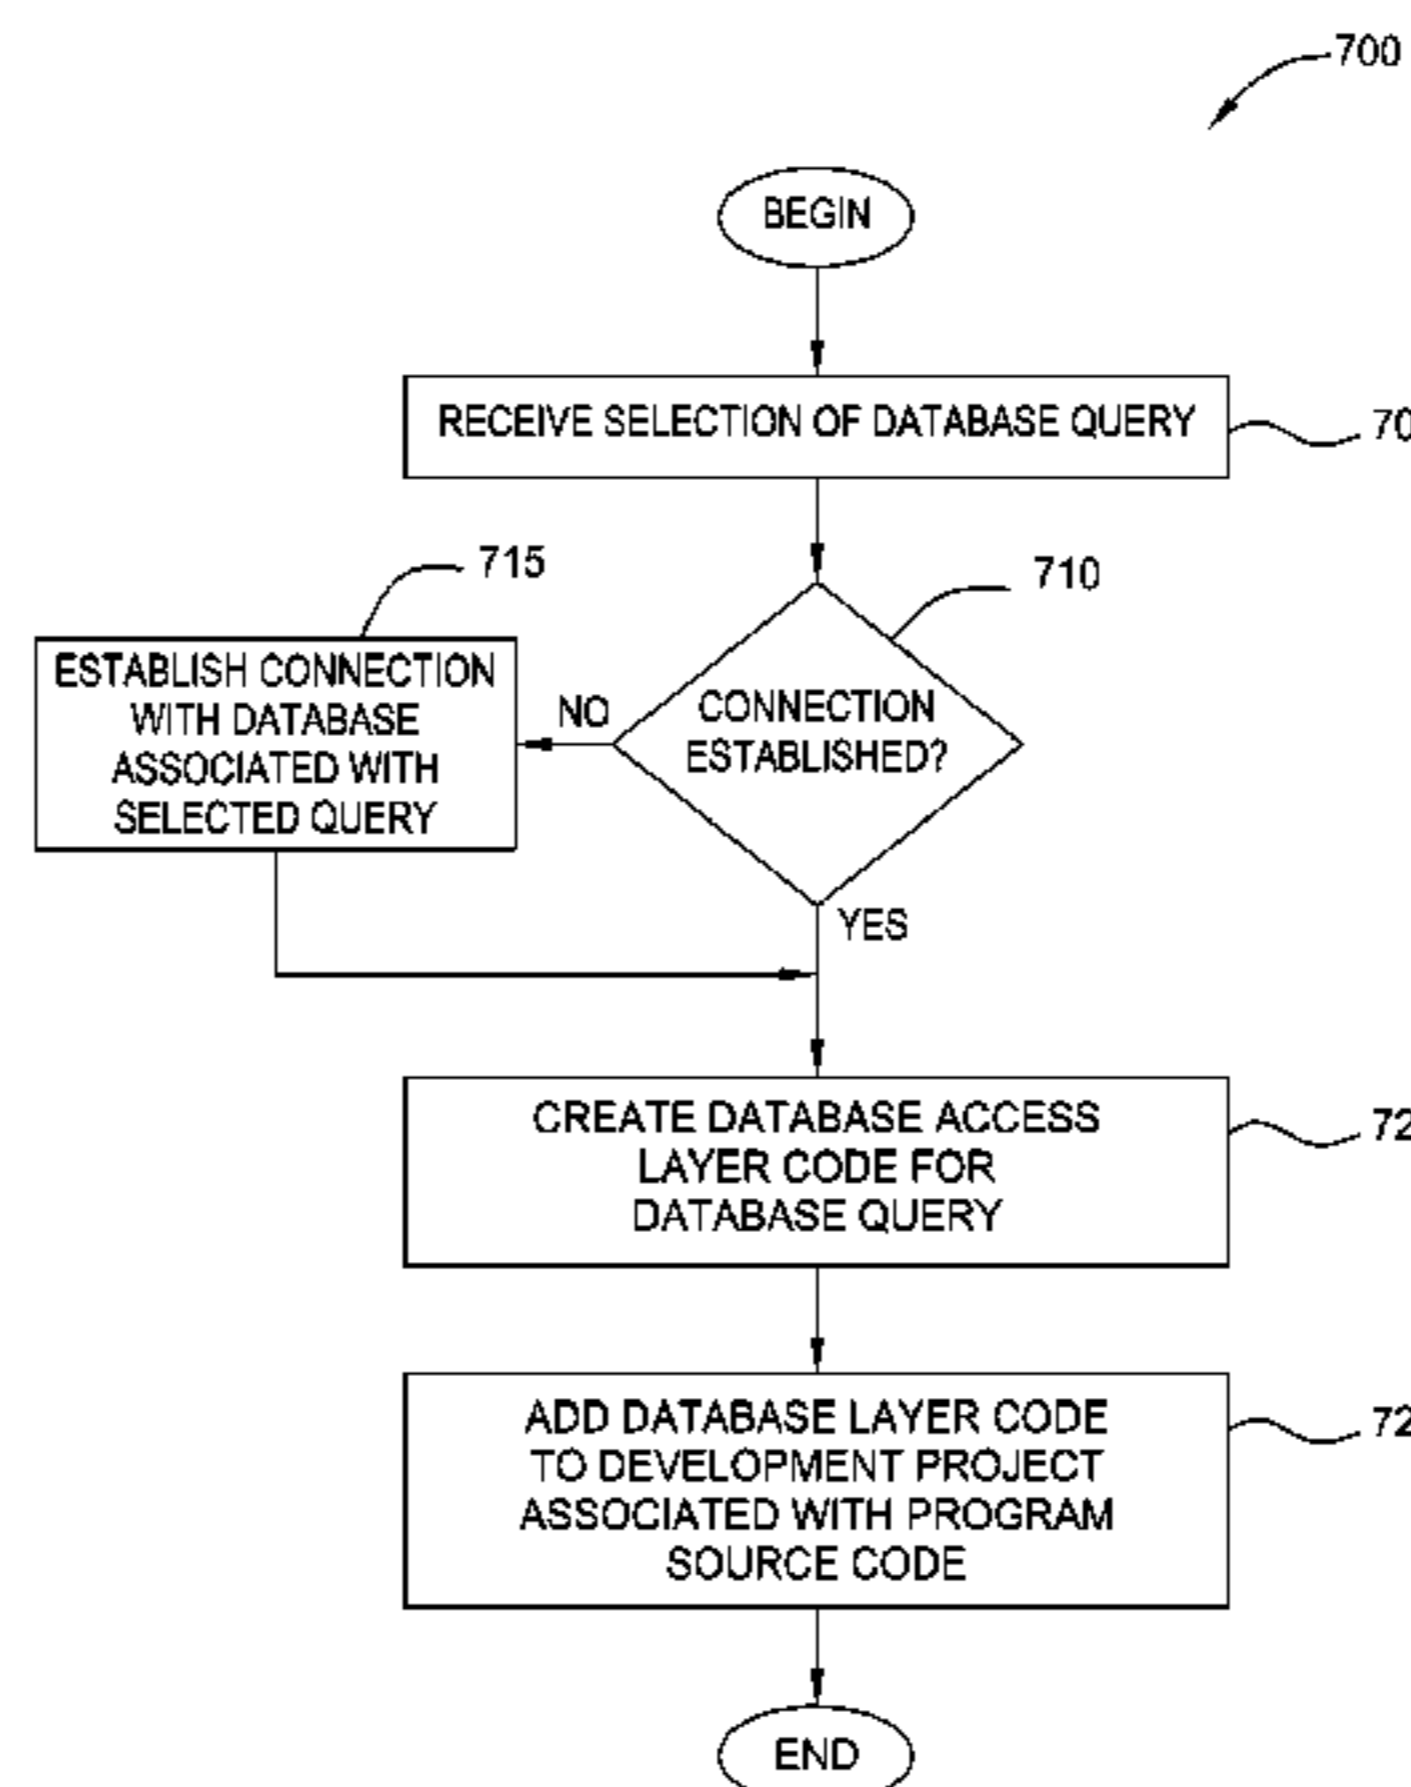 700
BEGIN
RECEIVE SELECTION OF DATABASE QUERY
715
710
ESTABLISH CONNECTION
WITH DATABASE
ASSOCIATED WITH
SELECTED QUERY
NO
CONNECTION
ESTABLISHED?
YES
CREATE DATABASE ACCESS
LAYER CODE FOR
DATABASE QUERY
ADD DATABASE LAYER CODE
TO DEVELOPMENT PROJECT
ASSOCIATED WITH PROGRAM
SOURCE CODE
END